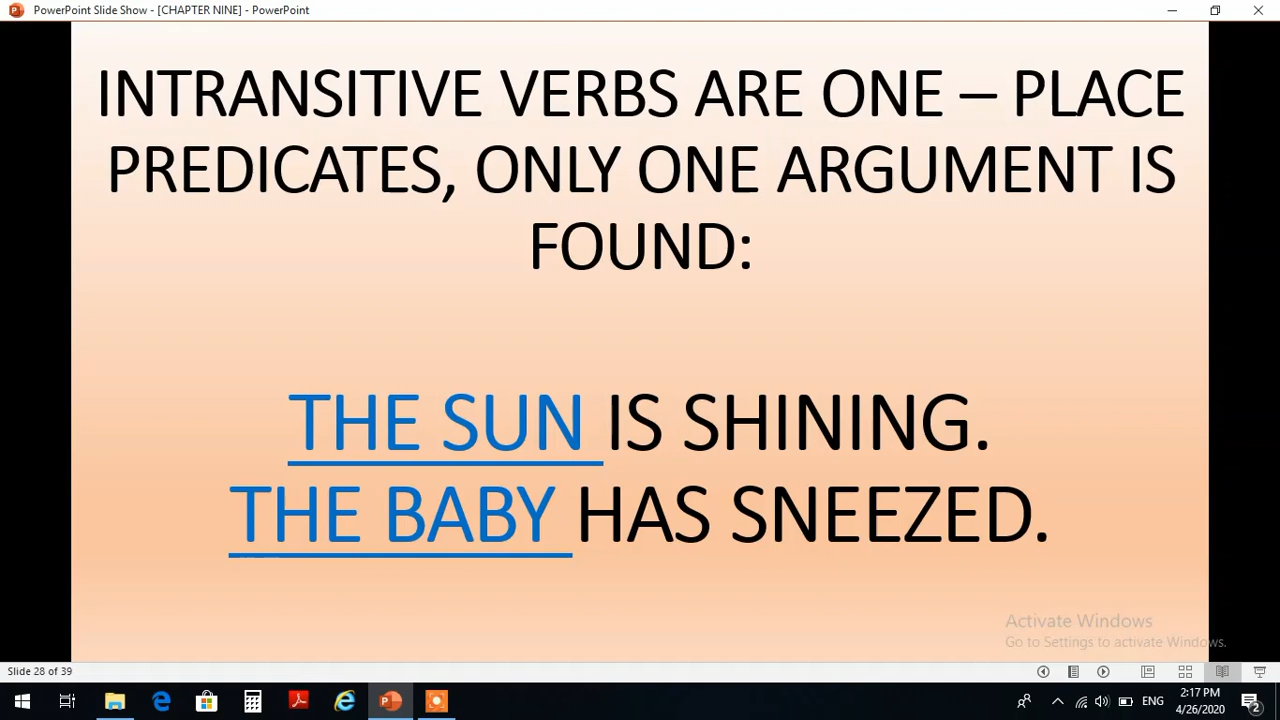 PowerPoint Slide Show - [CHAPTER NINE] - PowerPoint
INTRANSITIVE VERBS ARE ONE – PLACE
PREDICATES, ONLY ONE ARGUMENT IS
FOUND:
THE SUN IS SHINING.
THE BABY HAS SNEEZED.
Activate Windows
Go to Settings to activate Windows.
Slide 28 of 39
ENG
2:17 PM
4/26/2020
2